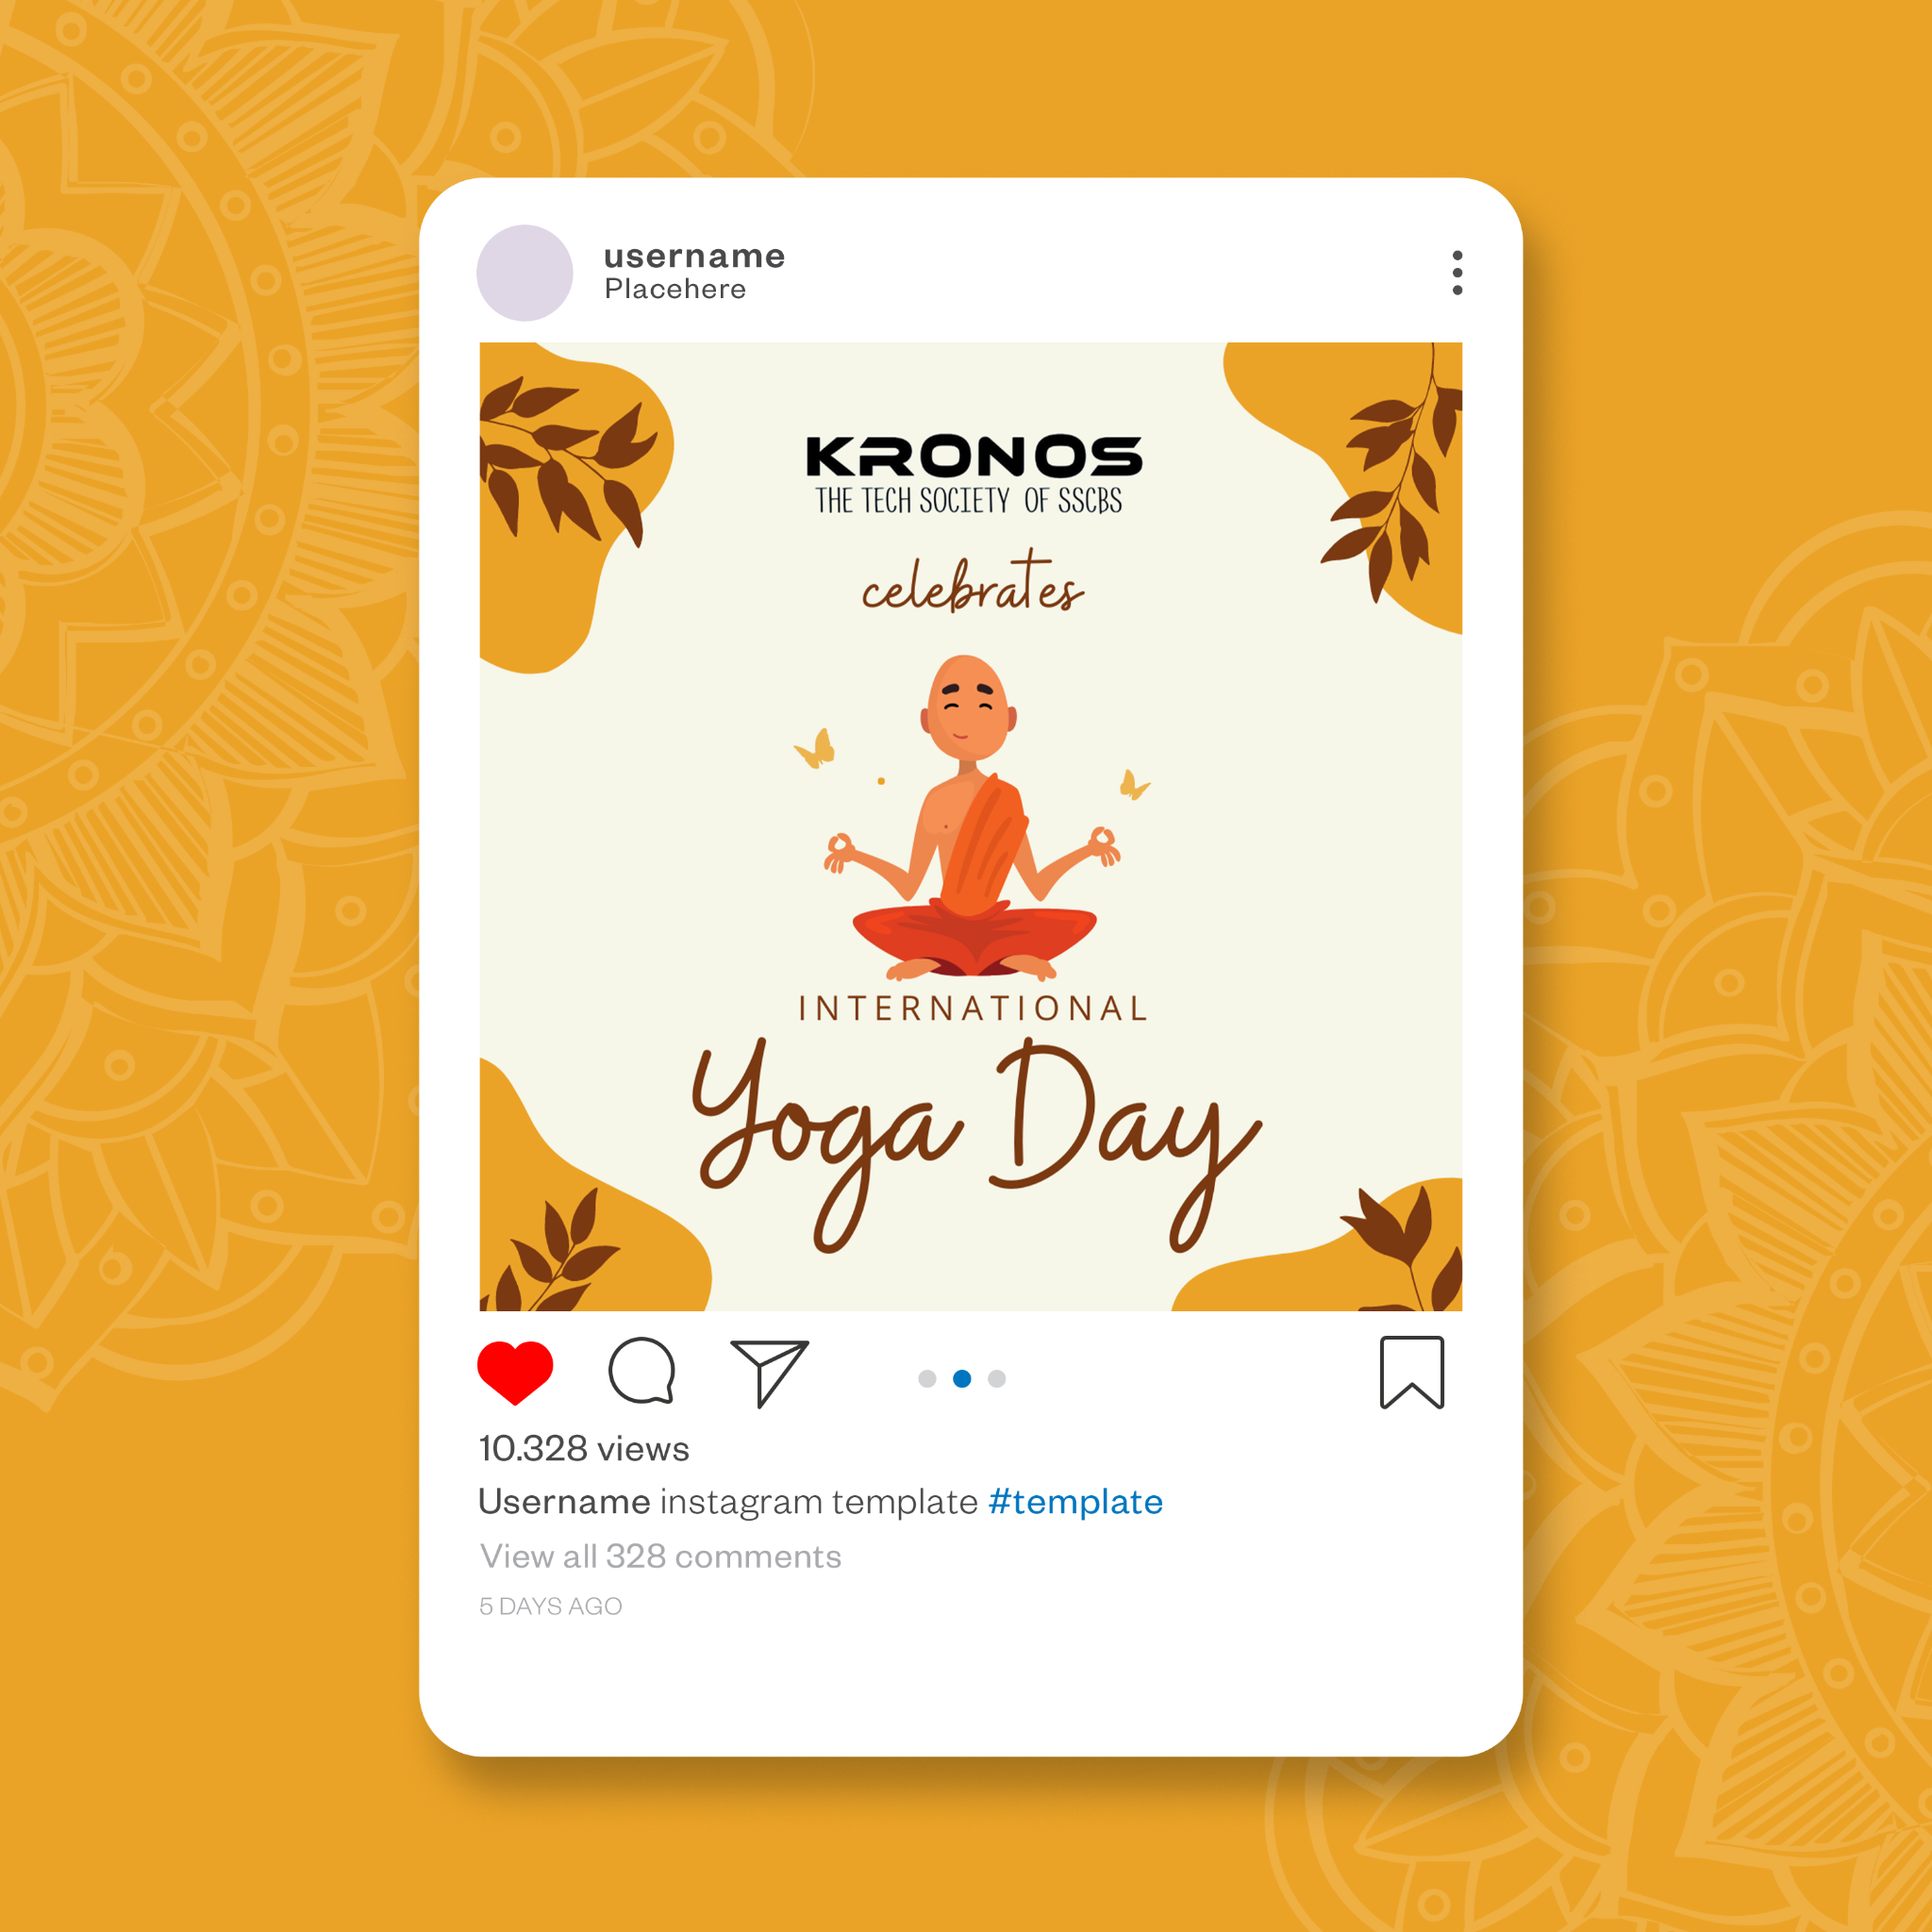 username
Placehere
KRONOS
THE TECH SOCIETY OF SSCBS
celebrates
INTERNATIONAL
Yoga Day
10.328 views
Username instagram template #template
View all 328 comments
5 DAYS AGO